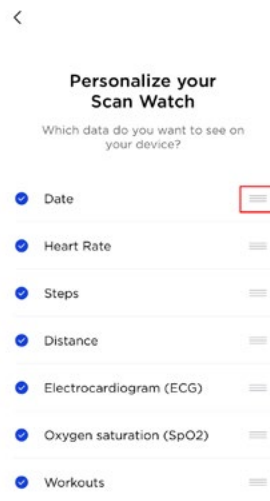 Personalize your
Scan Watch
Which data do you want to see on
your device?
Date
Heart Rate
Steps
Distance
Electrocardiogram (ECG)
Oxygen saturation (SpO2)
Workouts